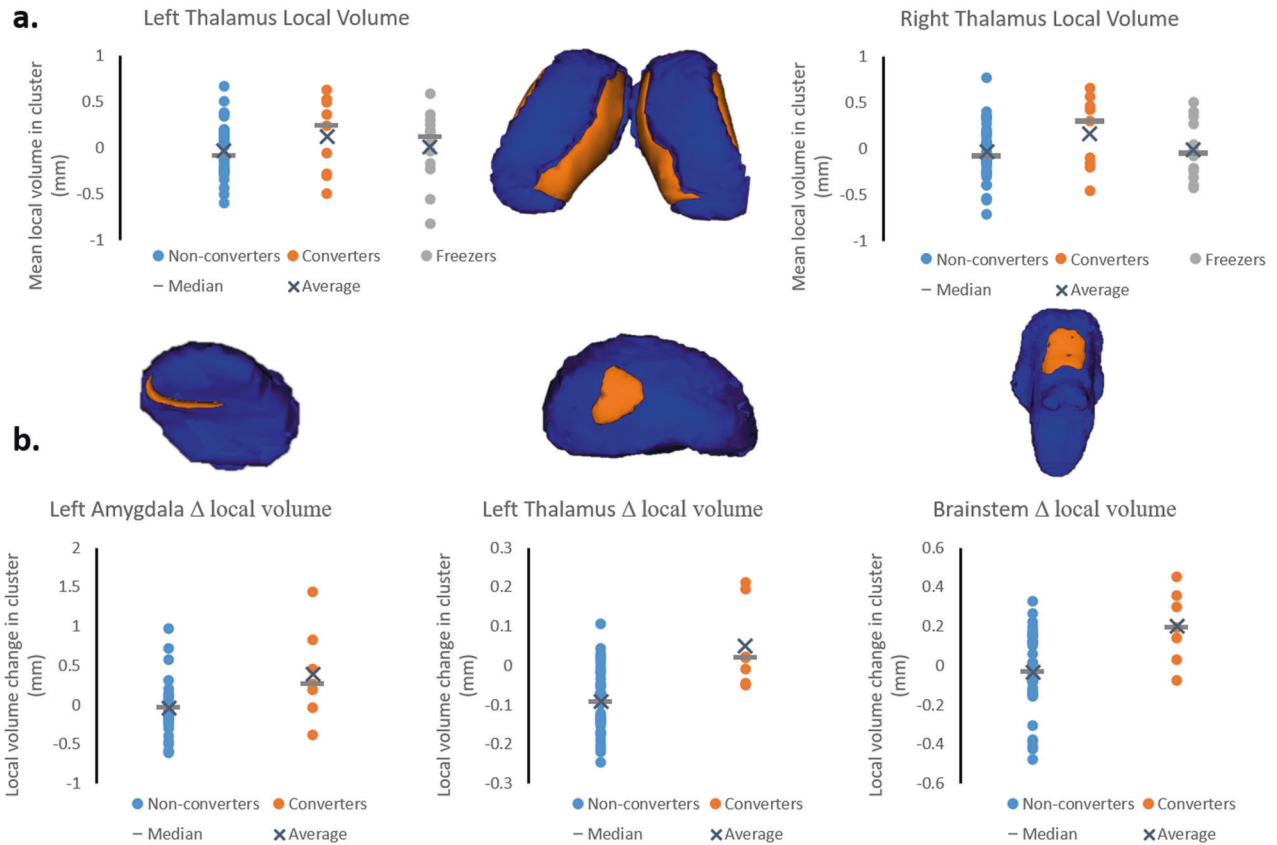 a.
Left Thalamus Local Volume
Mean local volume in cluster
(mm)
1
0.5
0
-0.5
-1
Non-converters
Converters
Freezers
Median
Average
Right Thalamus Local Volume
Mean local volume in cluster
(mm)
1
0.5
0
-0.5
-1
Non-converters
Converters
Freezers
Median
Average
b.
Left Amygdala Δ local volume
Local volume change in cluster
(mm)
2
1.5
1
0.5
0
-0.5
-1
Non-converters
Converters
Median
Average
Left Thalamus Δ local volume
Local volume change in cluster
(mm)
0.3
0.2
0.1
0
-0.1
-0.2
-0.3
Non-converters
Converters
Median
Average
Brainstem Δ local volume
Local volume change in cluster
(mm)
0.6
0.4
0.2
0
-0.2
-0.4
-0.6
Non-converters
Converters
Median
Average